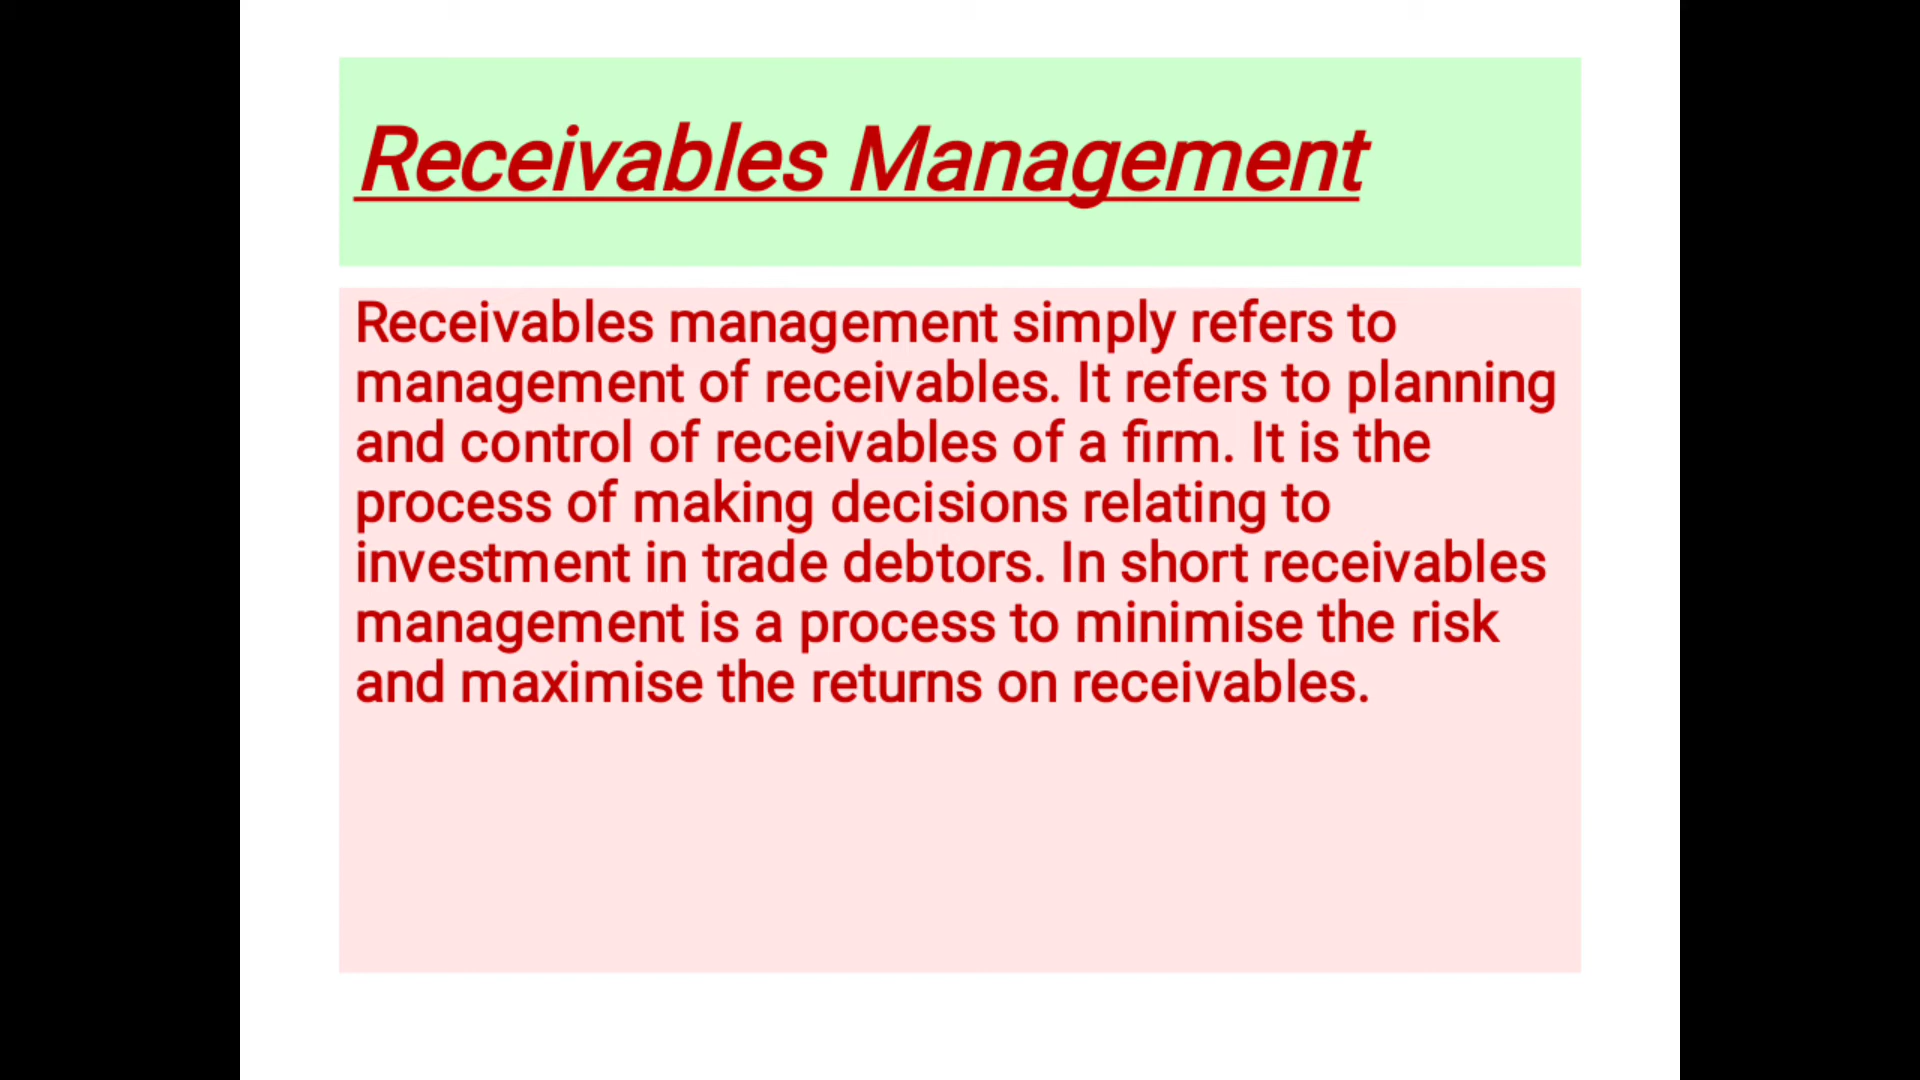 Receivables Management
Receivables management simply refers to
management of receivables. It refers to planning
and control of receivables of a firm. It is the
process of making decisions relating to
investment in trade debtors. In short receivables
management is a process to minimise the risk
and maximise the returns on receivables.